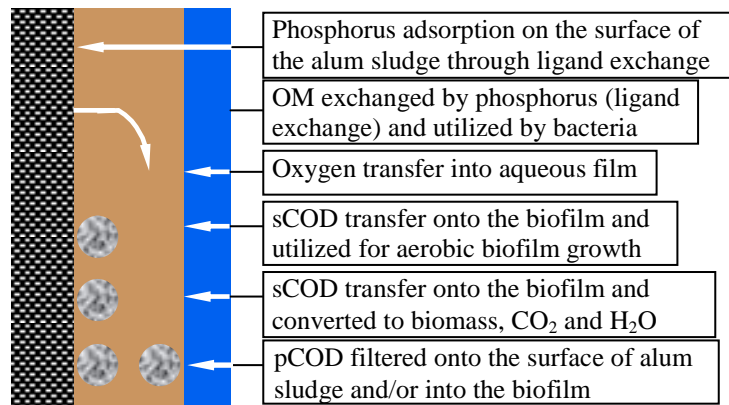 Phosphorus adsorption on the surface of
the alum sludge through ligand exchange
OM exchanged by phosphorus (ligand
exchange) and utilized by bacteria
Oxygen transfer into aqueous film
sCOD transfer onto the biofilm and
utilized for aerobic biofilm growth
sCOD transfer onto the biofilm and
converted to biomass, CO₂ and H₂O
pCOD filtered onto the surface of alum
sludge and/or into the biofilm